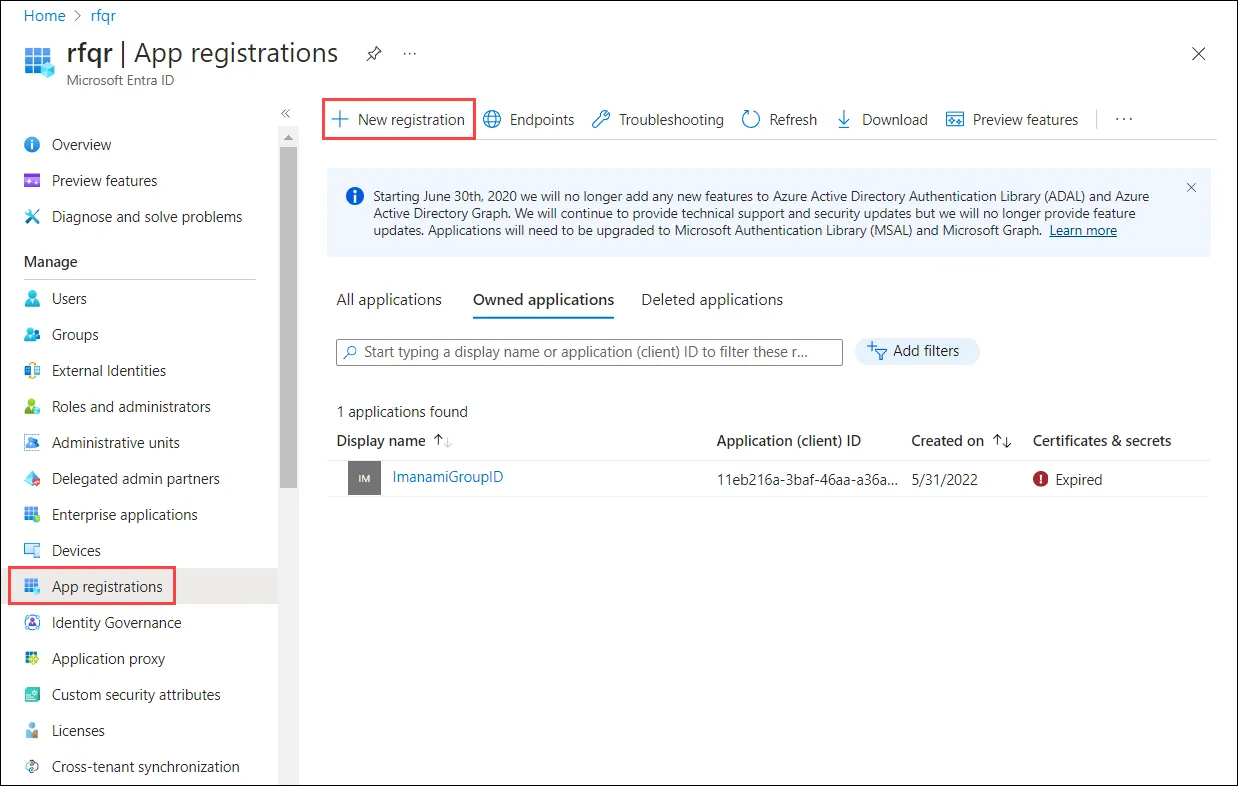 Home > rfqr
rfqr | App registrations ...
Microsoft Entra ID
«
Overview
Preview features
Diagnose and solve problems
Manage
Users
Groups
External Identities
Roles and administrators
Administrative units
Delegated admin partners
Enterprise applications
Devices
App registrations
Identity Governance
Application proxy
Custom security attributes
Licenses
Cross-tenant synchronization
New registration Endpoints Troubleshooting Refresh Download Preview features ...
Starting June 30th, 2020 we will no longer add any new features to Azure Active Directory Authentication Library (ADAL) and Azure
Active Directory Graph. We will continue to provide technical support and security updates but we will no longer provide feature
updates. Applications will need to be upgraded to Microsoft Authentication Library (MSAL) and Microsoft Graph. Learn more
All applications Owned applications Deleted applications
Start typing a display name or application (client) ID to filter these r... Add filters
1 applications found
Display name ↑↓ Application (client) ID Created on ↑↓ Certificates & secrets
IM ImanamiGroupID 11eb216a-3baf-46aa-a36a... 5/31/2022 Expired